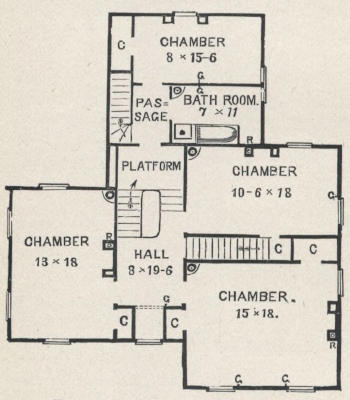 CHAMBER
C
8 × 15-6
G
G
PAS=
SAGE
BATH ROOM.
7 × 11
R
PLATFORM
CHAMBER
10-6 × 18
G
R
CHAMBER
13 × 18
HALL
8 × 19-6
C
C
G
C
C
CHAMBER.
15 × 18.
R
G
G